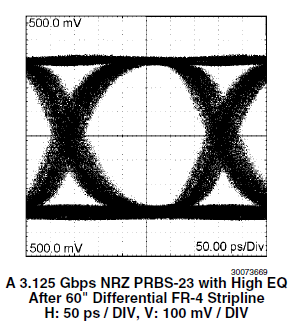 500.0 mV
-500.0 mV
50.00 ps/Div
30073669
A 3.125 Gbps NRZ PRBS-23 with High EQ
After 60" Differential FR-4 Stripline
H: 50 ps / DIV, V: 100 mV / DIV